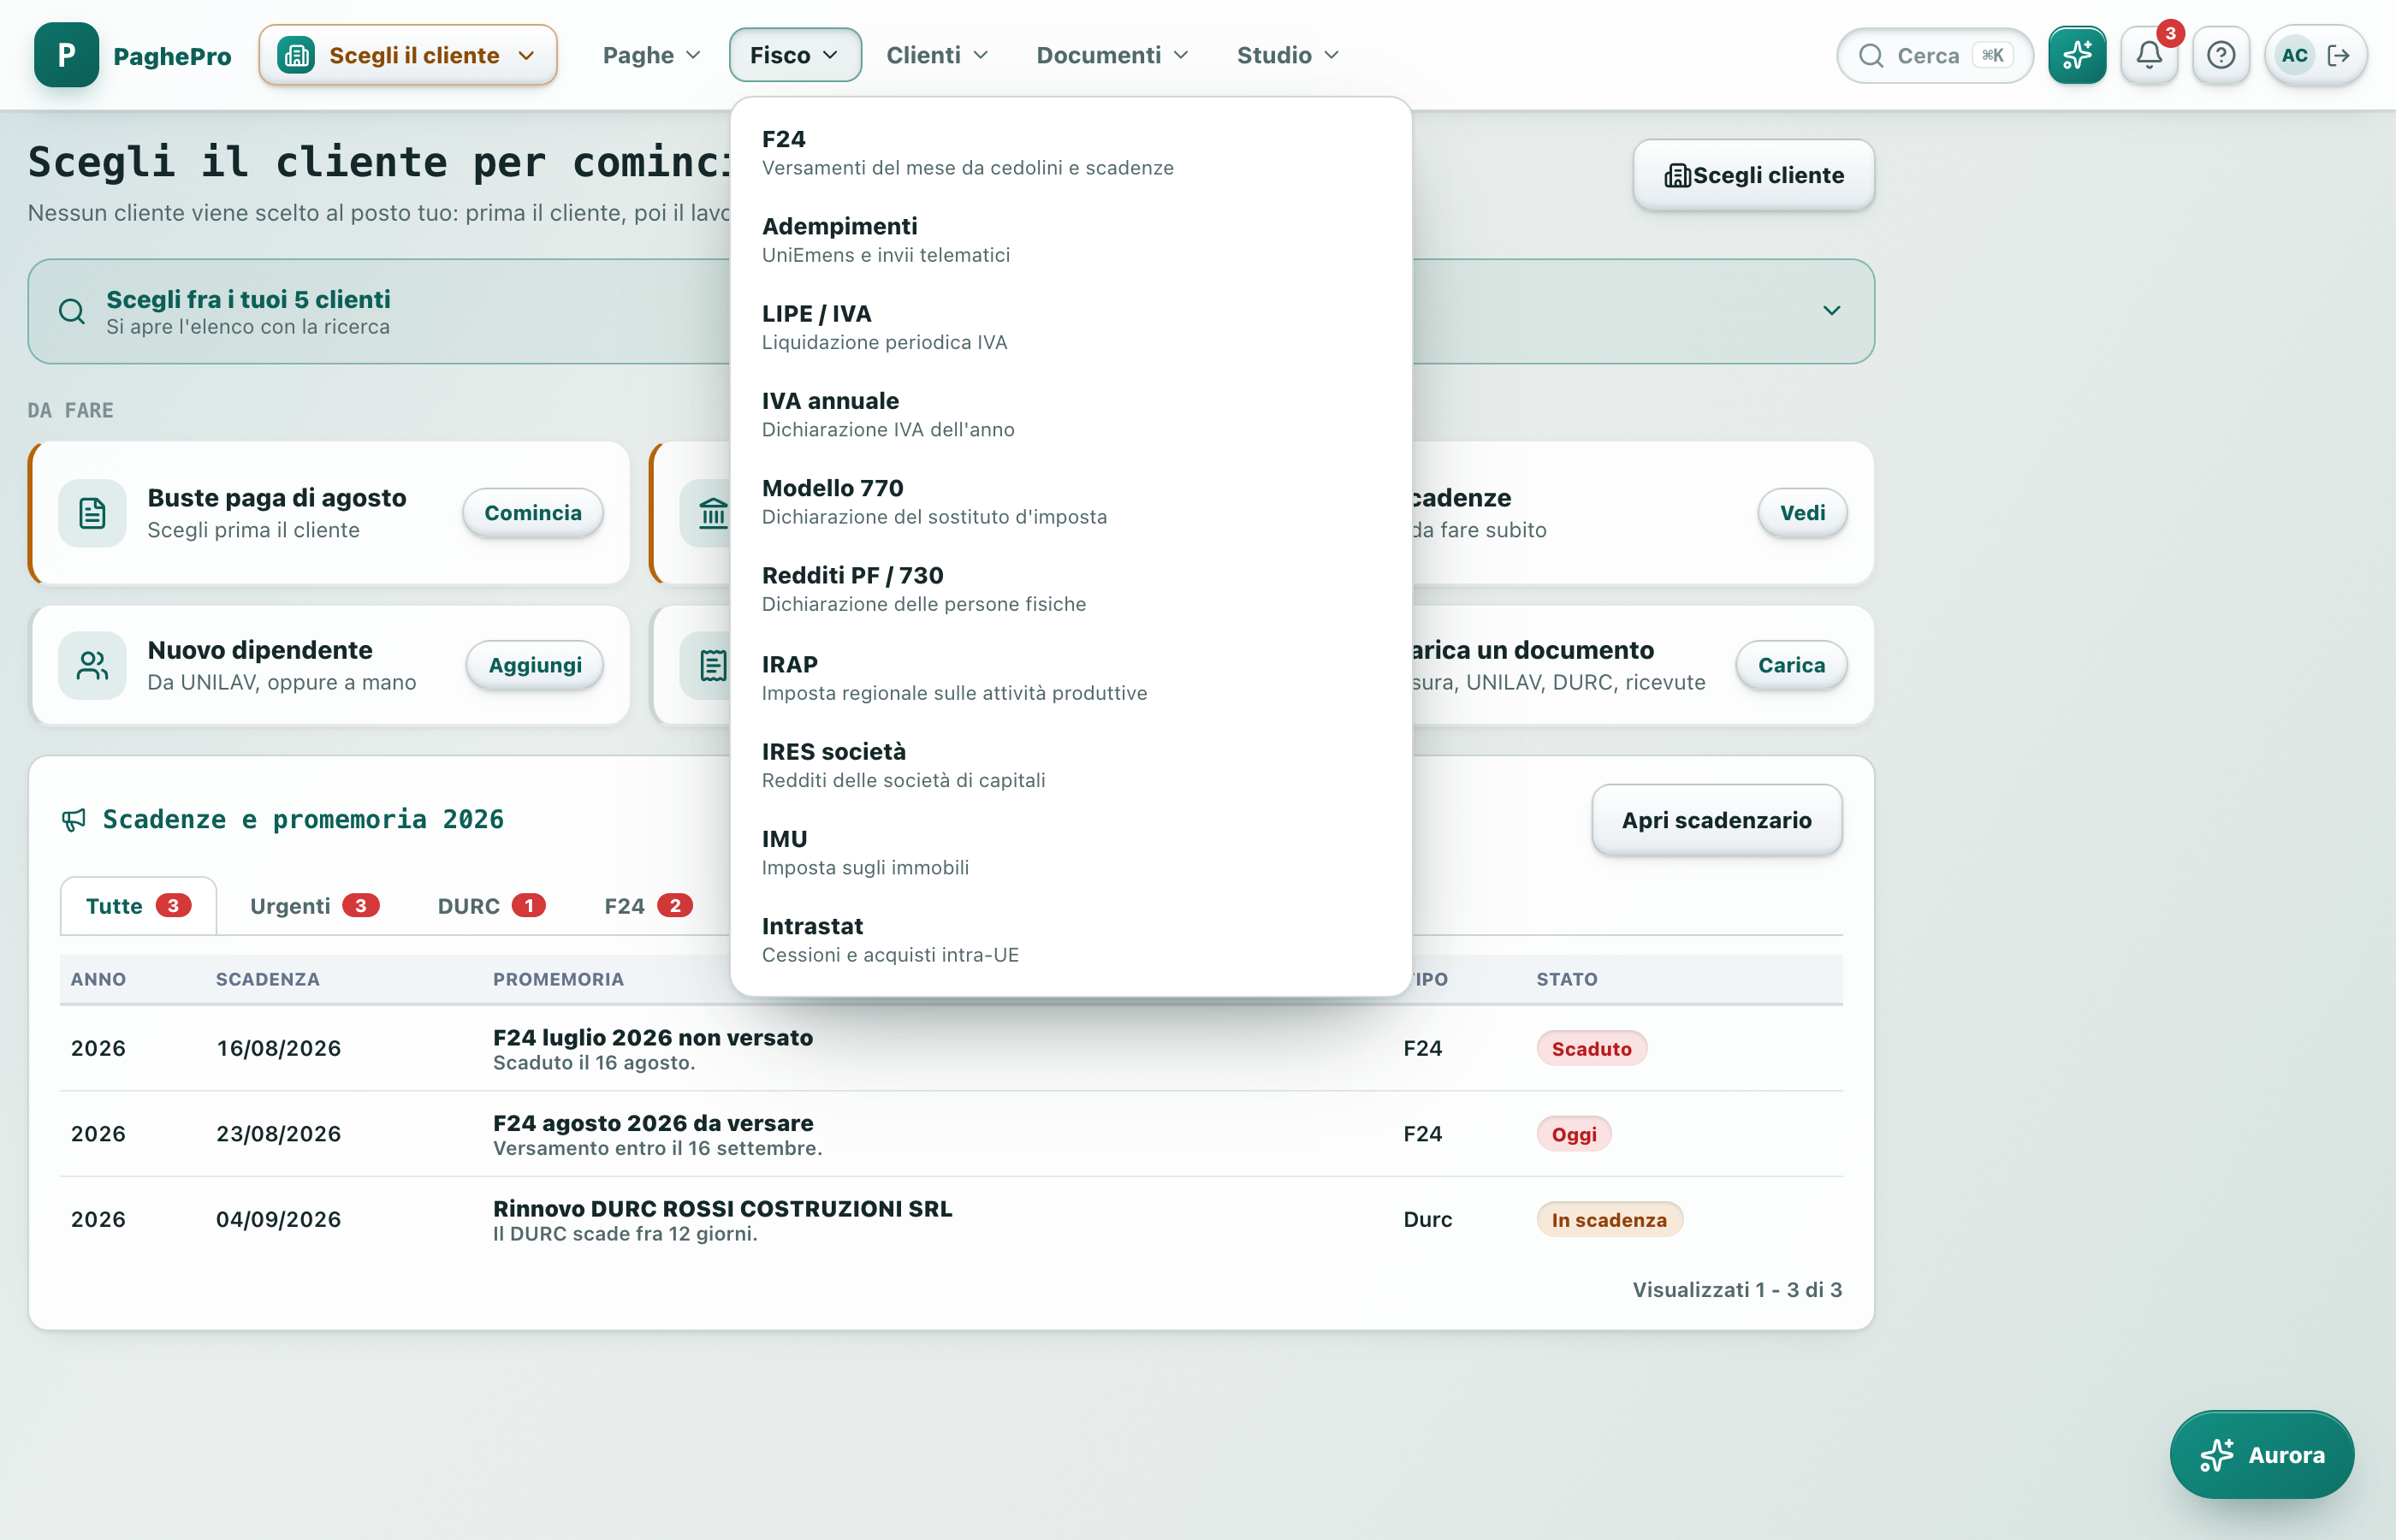 P
PaghePro
Scegli il cliente
Paghe
Fisco
Clienti
Documenti
Studio
Cerca
⌘K
3
AC
Scegli il cliente per
Nessun cliente viene scelto al posto tuo: prima il cliente, poi il
Scegli cliente
F24
Versamenti del mese da cedolini e scadenze
Adempimenti
UniEmens e invii telematici
LIPE / IVA
Liquidazione periodica IVA
IVA annuale
Dichiarazione IVA dell'anno
Modello 770
Dichiarazione del sostituto d'imposta
Redditi PF / 730
Dichiarazione delle persone fisiche
IRAP
Imposta regionale sulle attività produttive
IRES società
Redditi delle società di capitali
IMU
Imposta sugli immobili
Intrastat
Cessioni e acquisti intra-UE
Scegli fra i tuoi 5 clienti
Si apre l'elenco con la ricerca
DA FARE
Buste paga di agosto
Scegli prima il cliente
Comincia
da fare subito
Vedi
Nuovo dipendente
Da UNILAV, oppure a mano
Aggiungi
un documento
UNILAV, DURC, ricevute
Carica
Scadenze e promemoria 2026
Apri scadenzario
Tutte 3
Urgenti 3
DURC 1
F24 2
ANNO SCADENZA PROMEMORIA STATO
2026 16/08/2026 F24 luglio 2026 non versato F24 Scaduto
Scaduto il 16 agosto.
2026 23/08/2026 F24 agosto 2026 da versare F24 Oggi
Versamento entro il 16 settembre.
2026 04/09/2026 Rinnovo DURC ROSSI COSTRUZIONI SRL Durc In scadenza
Il DURC scade fra 12 giorni.
Visualizzati 1 - 3 di 3
Aurora